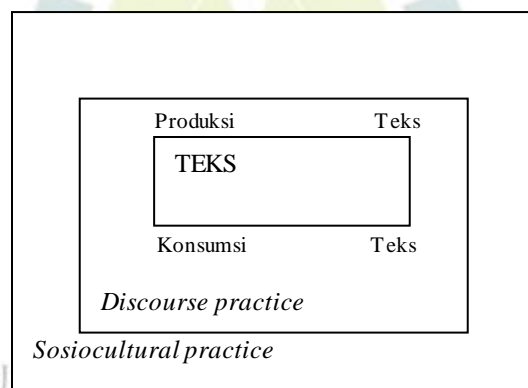 Produksi Teks
TEKS
Konsumsi Teks
Discourse practice
Sosiocultural practice